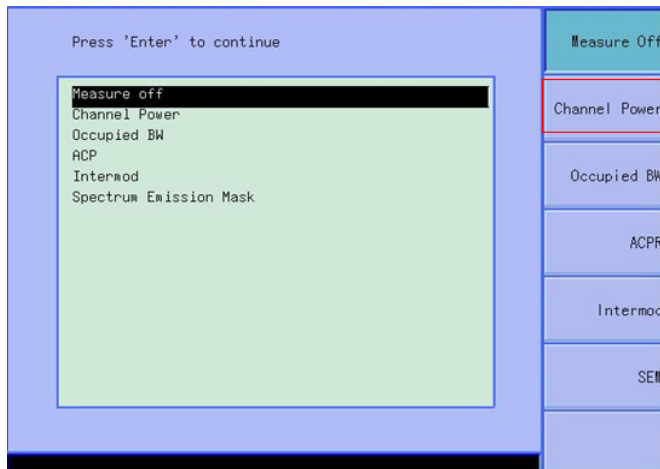 Press 'Enter' to continue
Measure off
Channel Power
Occupied BW
ACP
Intermod
Spectrum Emission Mask
Measure Off
Channel Power
Occupied BW
ACPR
Intermod
SEM